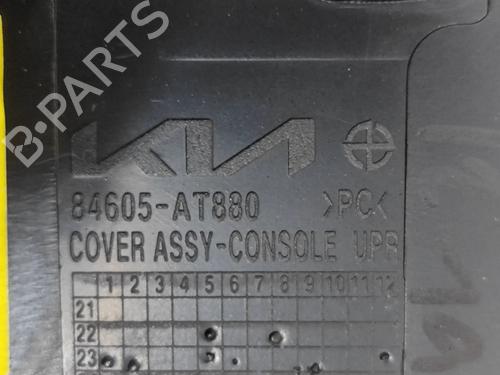 B-PARTS
KIA
84605-AT880 >PC<
COVER ASSY-CONSOLE UPR
1 2 3 4 5 6 7 8 9 10 11 12
21
22
23